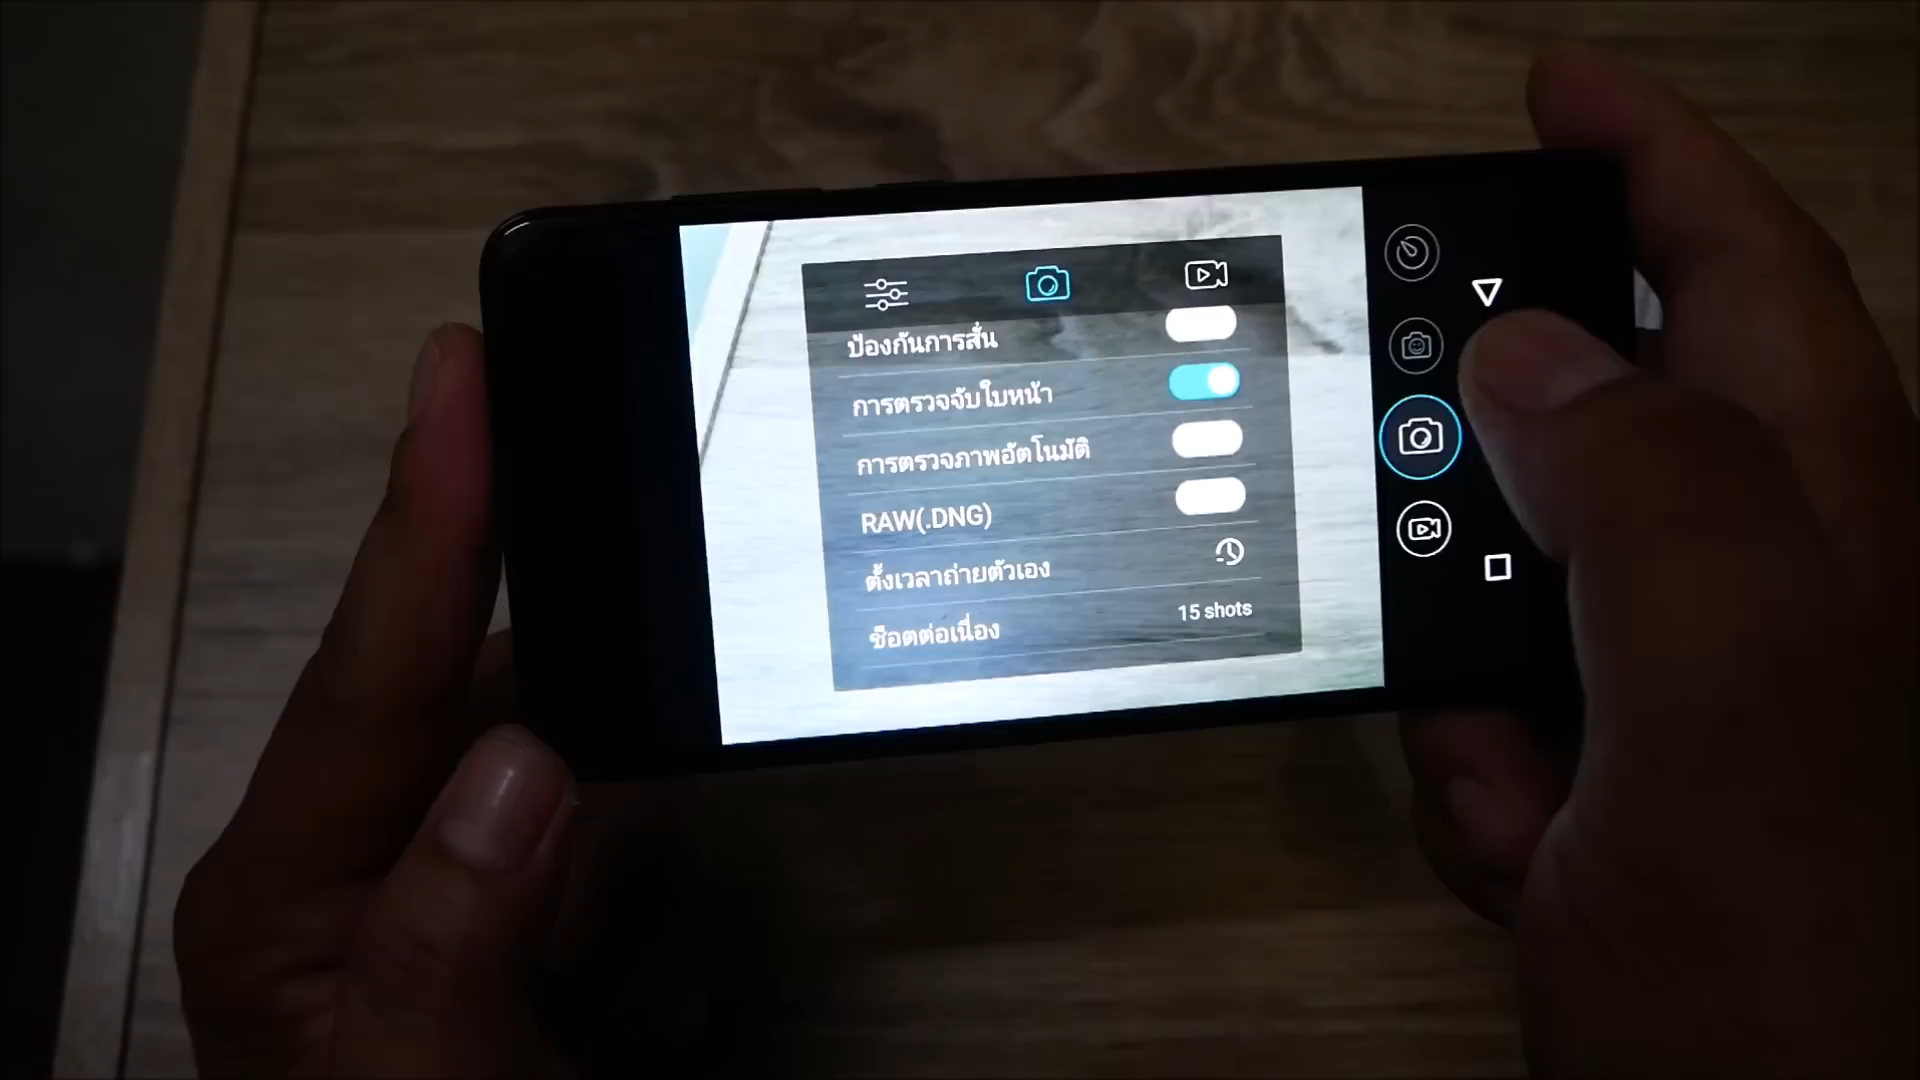 ป้องกันการสั่น
การตรวจจับใบหน้า
การตรวจภาพอัตโนมัติ
RAW(.DNG)
ตั้งเวลาถ่ายตัวเอง
ช็อตต่อเนื่อง 15 shots